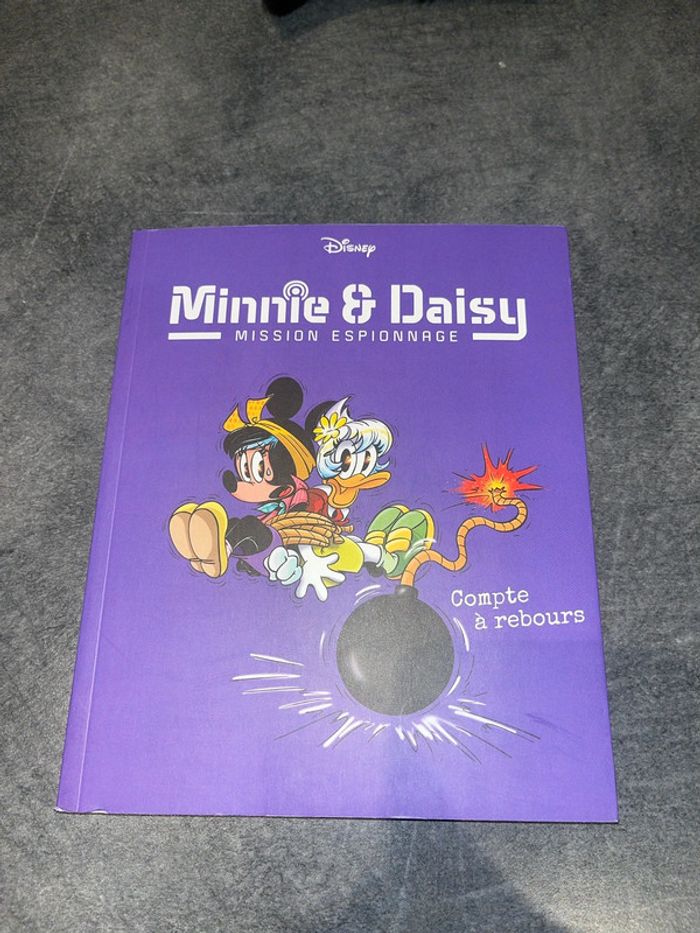 Disney
Minnie & Daisy
MISSION ESPIONNAGE
Compte
à rebours